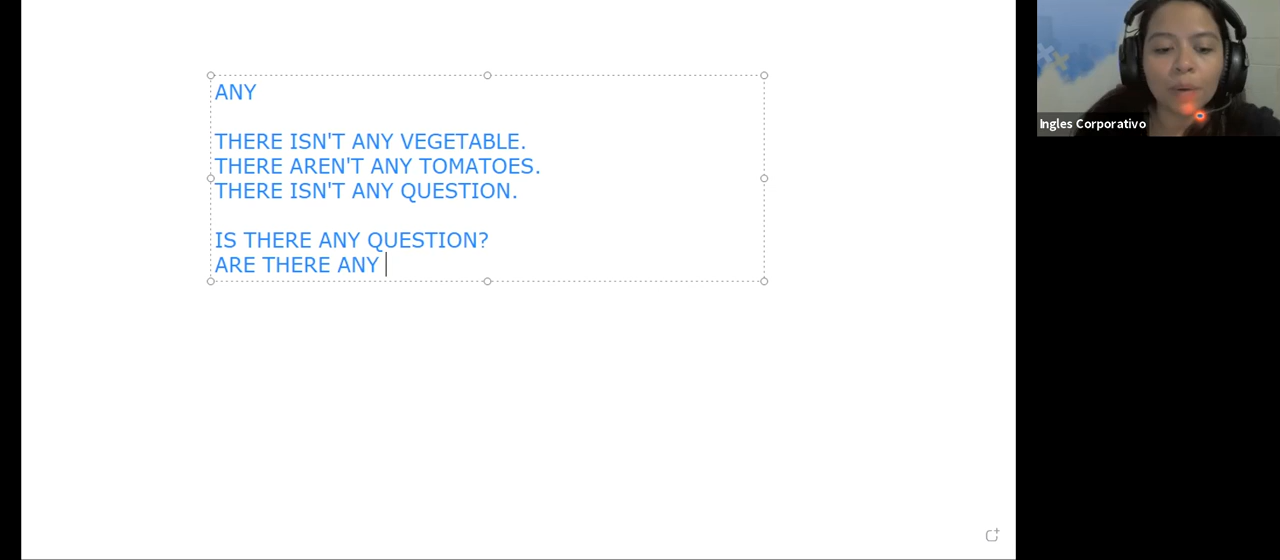 ANY
THERE ISN'T ANY VEGETABLE.
THERE AREN'T ANY TOMATOES.
THERE ISN'T ANY QUESTION.
IS THERE ANY QUESTION?
ARE THERE ANY
Ingles Corporativo